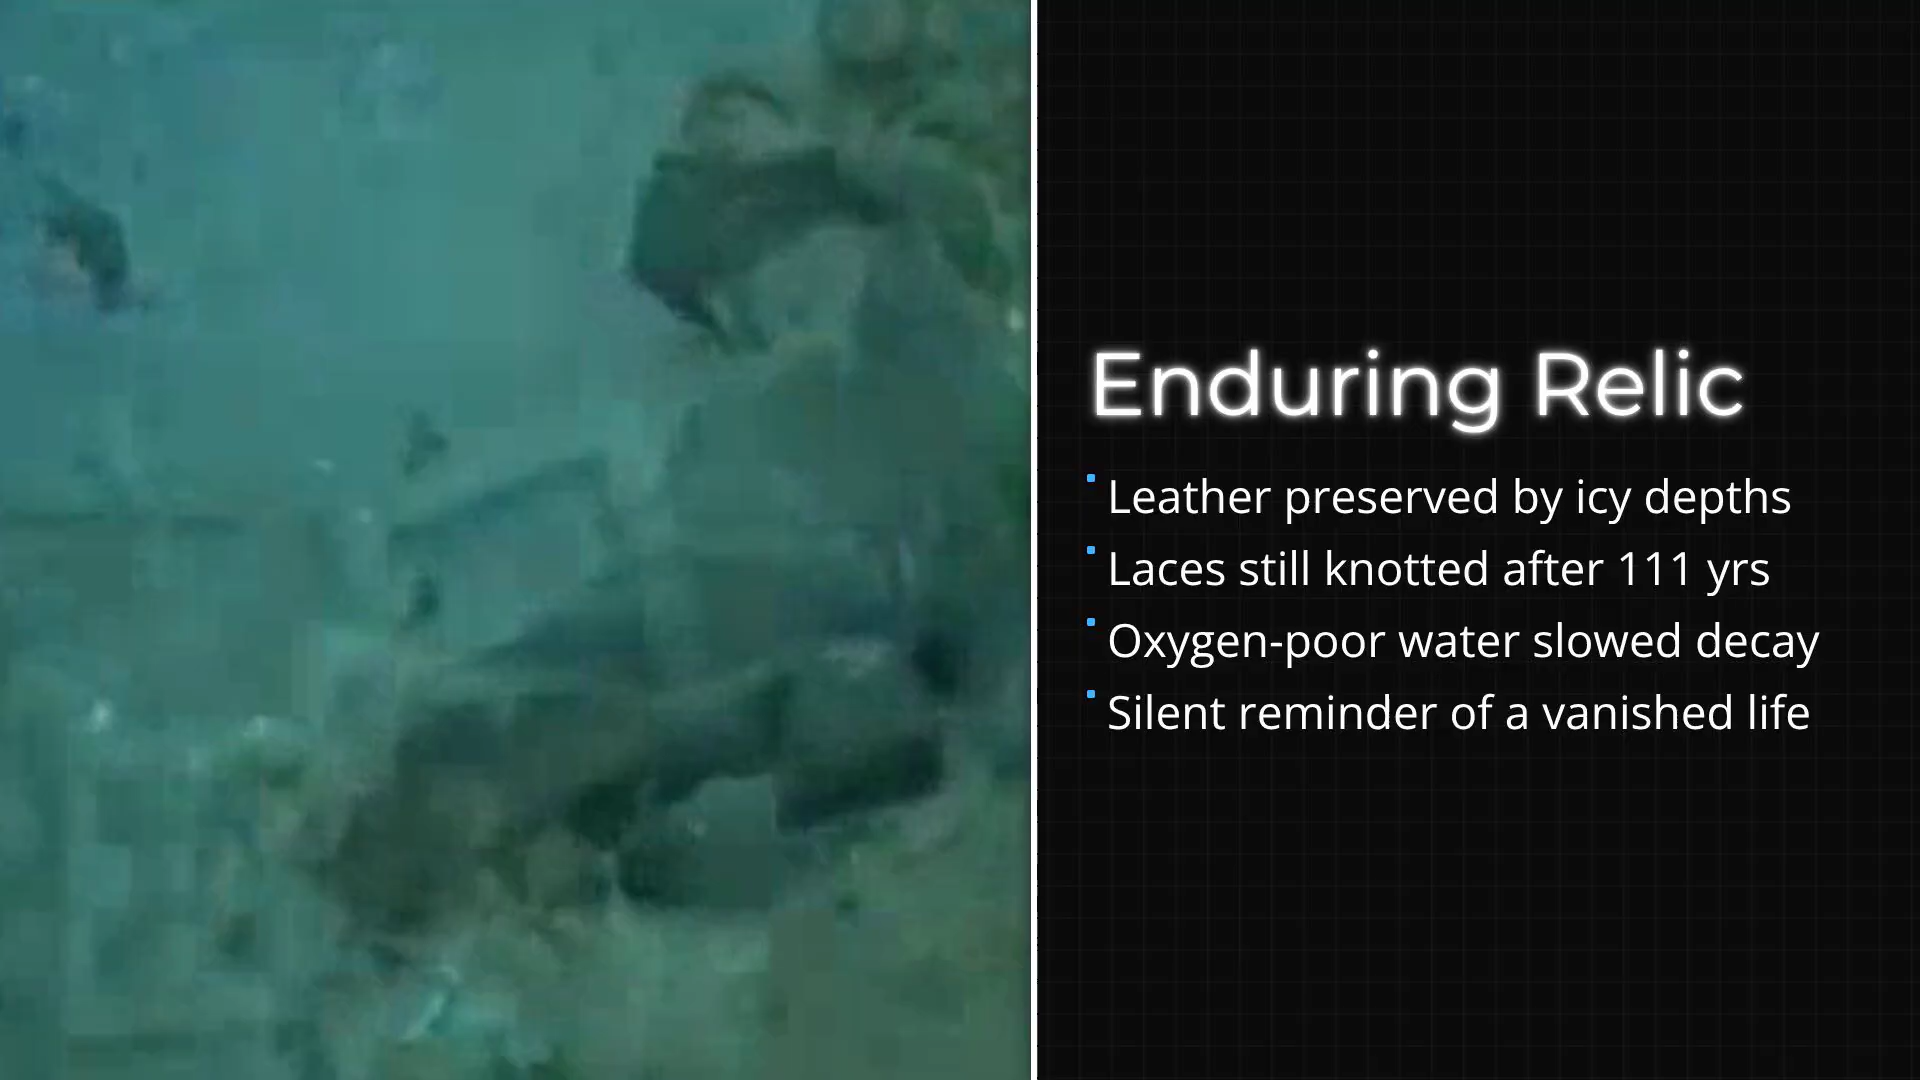 Enduring Relic
Leather preserved by icy depths
Laces still knotted after 111 yrs
Oxygen-poor water slowed decay
Silent reminder of a vanished life